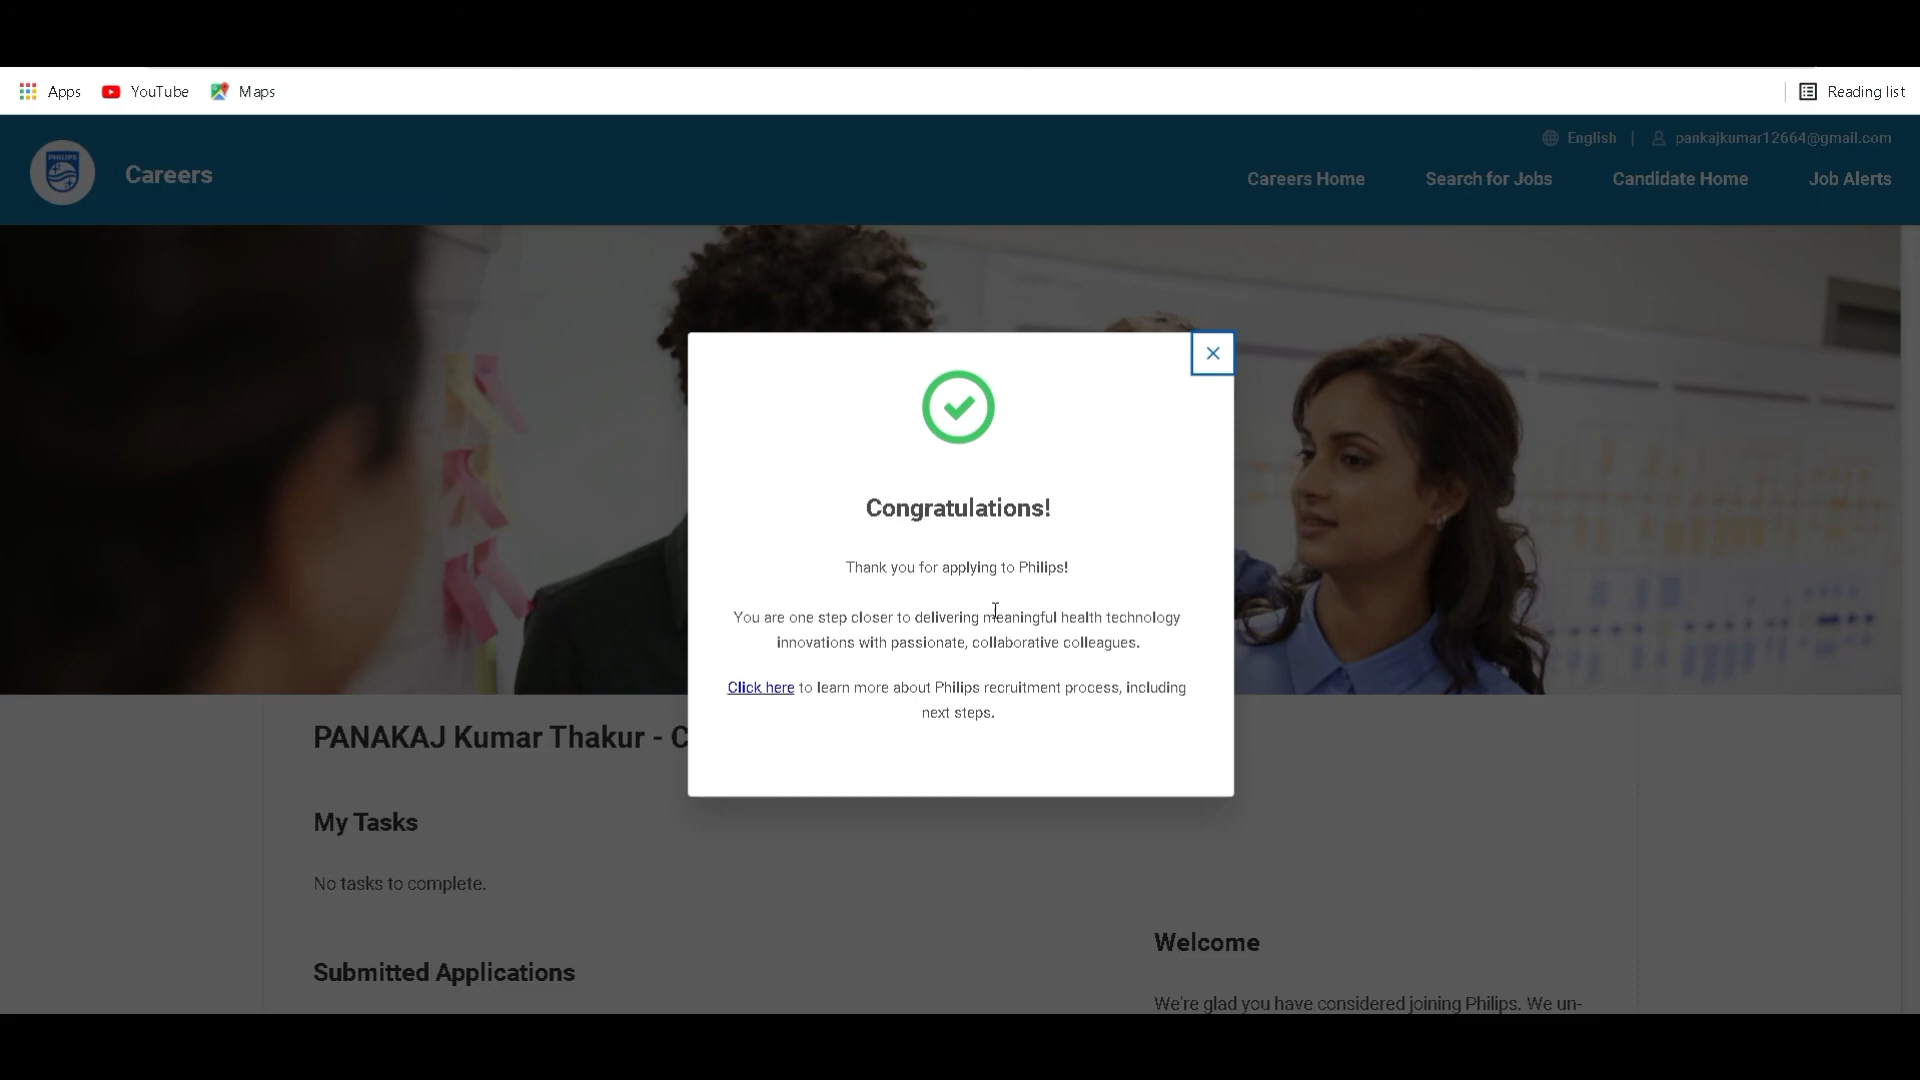 Apps YouTube Maps Reading list
English | pankajkumar12664@gmail.com
PHILIPS
Careers
Careers Home Search for Jobs Candidate Home Job Alerts
Congratulations!
Thank you for applying to Philips!
You are one step closer to delivering meaningful health technology
innovations with passionate, collaborative colleagues.
Click here to learn more about Philips recruitment process, including
next steps.
PANAKAJ Kumar Thakur - C
My Tasks
No tasks to complete.
Welcome
Submitted Applications
We're glad you have considered joining Philips. We un-